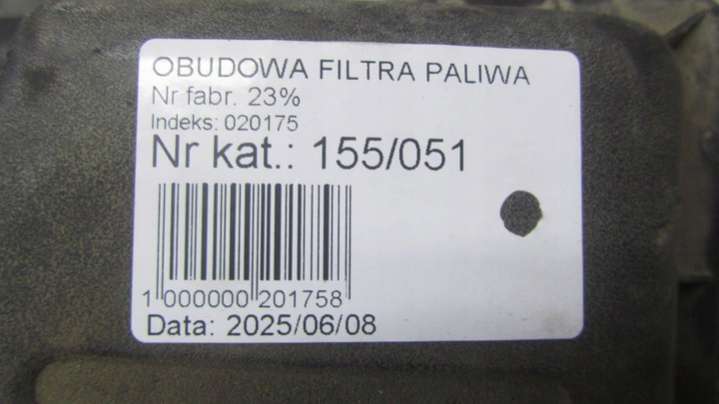 OBUDOWA FILTRA PALIWA
Nr fabr. 23%
Indeks: 020175
Nr kat.: 155/051
1 000000 201758
Data: 2025/06/08